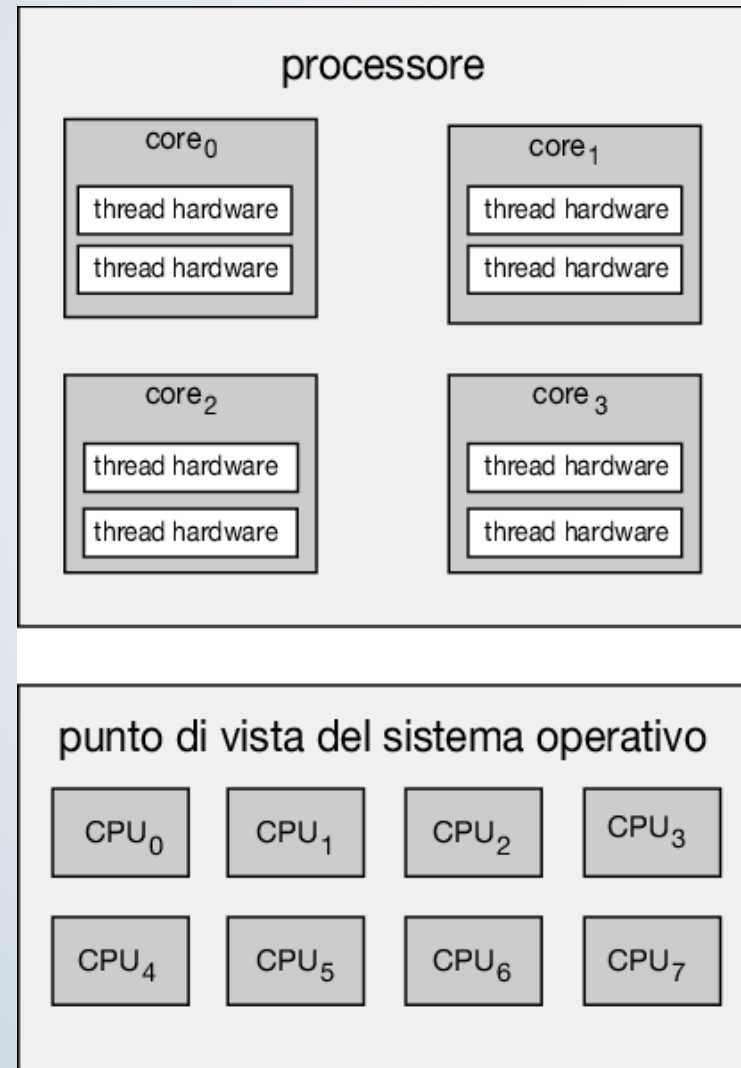 processore
core0
thread hardware
thread hardware
core1
thread hardware
thread hardware
core2
thread hardware
thread hardware
core3
thread hardware
thread hardware
punto di vista del sistema operativo
CPU0
CPU1
CPU2
CPU3
CPU4
CPU5
CPU6
CPU7